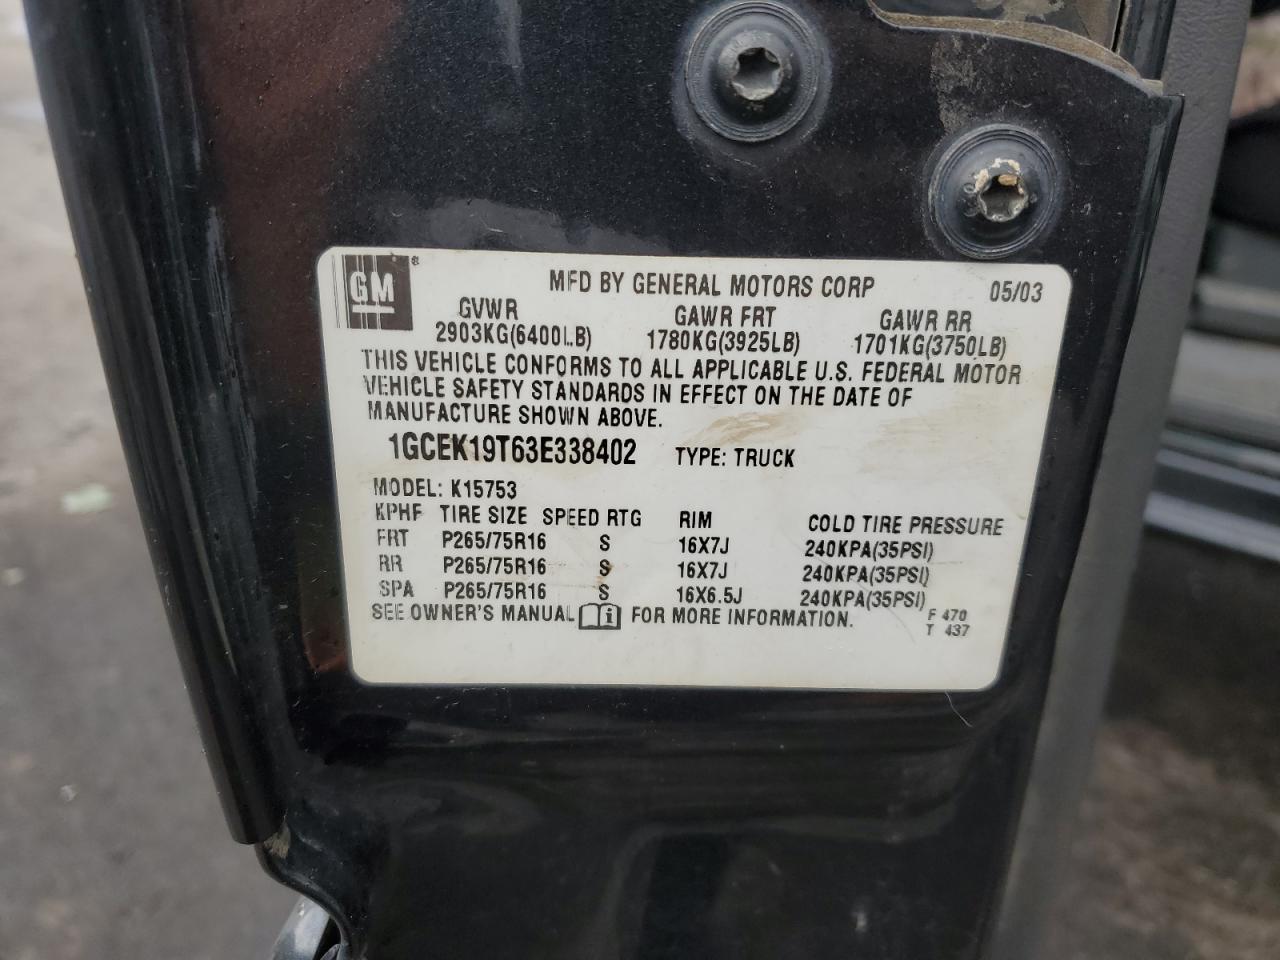 GM ®
MFD BY GENERAL MOTORS CORP 05/03
GVWR GAWR FRT GAWR RR
2903KG(6400LB) 1780KG(3925LB) 1701KG(3750LB)
THIS VEHICLE CONFORMS TO ALL APPLICABLE U.S. FEDERAL MOTOR
VEHICLE SAFETY STANDARDS IN EFFECT ON THE DATE OF
MANUFACTURE SHOWN ABOVE.
1GCEK19T63E338402 TYPE: TRUCK
MODEL: K15753
KPHF TIRE SIZE SPEED RTG RIM COLD TIRE PRESSURE
FRT P265/75R16 S 16X7J 240KPA(35PSI)
RR P265/75R16 S 16X7J 240KPA(35PSI)
SPA P265/75R16 S 16X6.5J 240KPA(35PSI)
SEE OWNER'S MANUAL i FOR MORE INFORMATION.
F 470
T 437